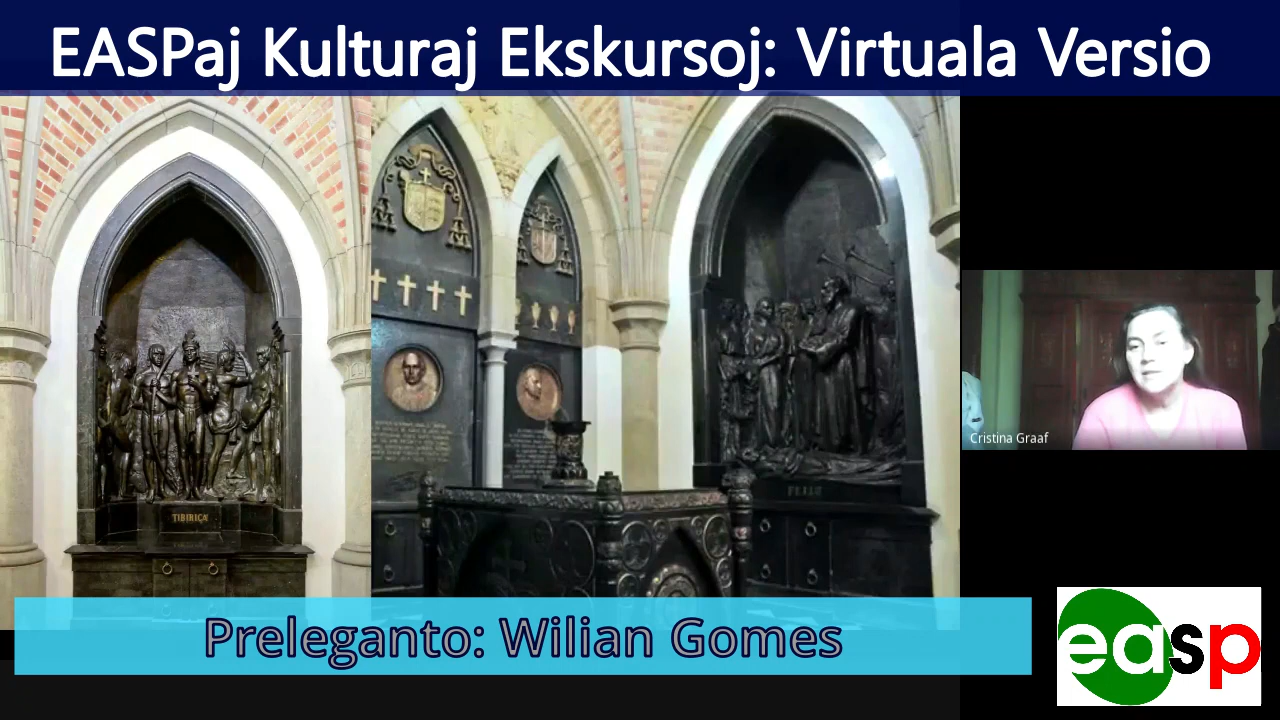 EASPaj Kulturaj Ekskursoj: Virtuala Versio
TIBIRIÇÁ
Cristina Graaf
Preleganto: Wilian Gomes
easp